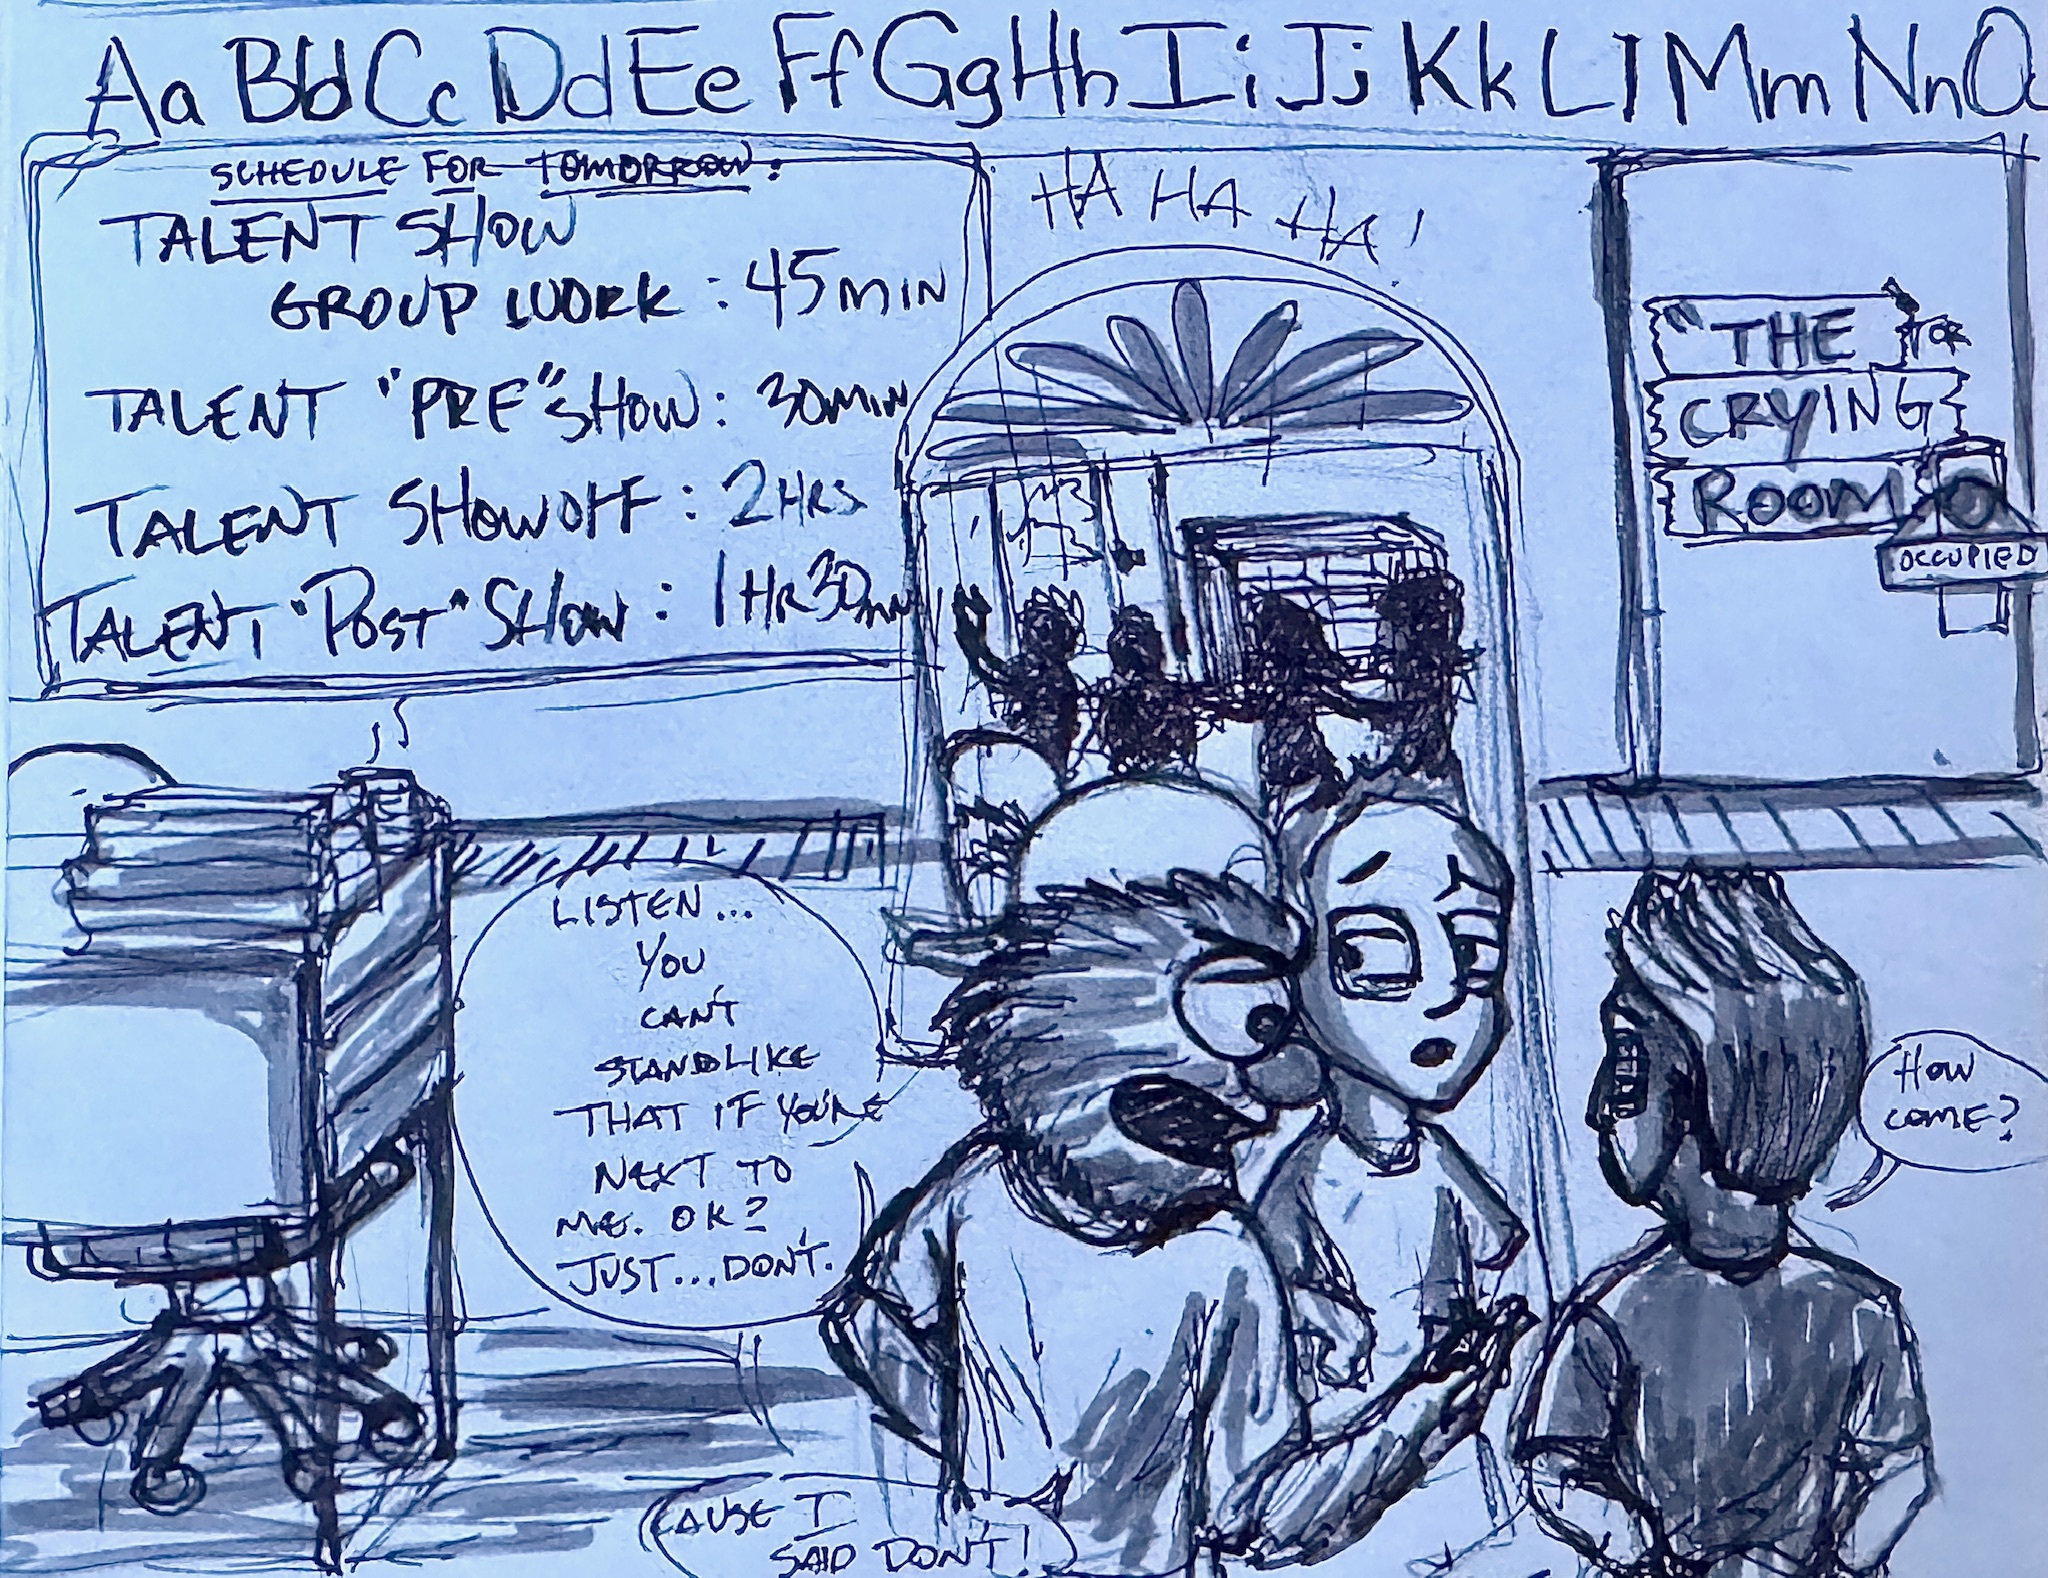 Aa Bb Cc Dd Ee Ff Gg Hh Ii Jj Kk Ll Mm Nn O
SCHEDULE FOR TOMORROW:
TALENT SHOW
GROUP WORK : 45 MIN
TALENT "PRE" SHOW: 30 MIN
TALENT SHOWOFF : 2 HRS
TALENT "POST" SHOW : 1 HR 30 MIN
HA HA HA!
"THE
CRYING
ROOM
OCCUPIED
LISTEN...
YOU
CAN'T
STAND LIKE
THAT IF YOU'RE
NEXT TO
ME. OK?
JUST... DON'T.
HOW
COME?
CAUSE I
SAID DON'T!